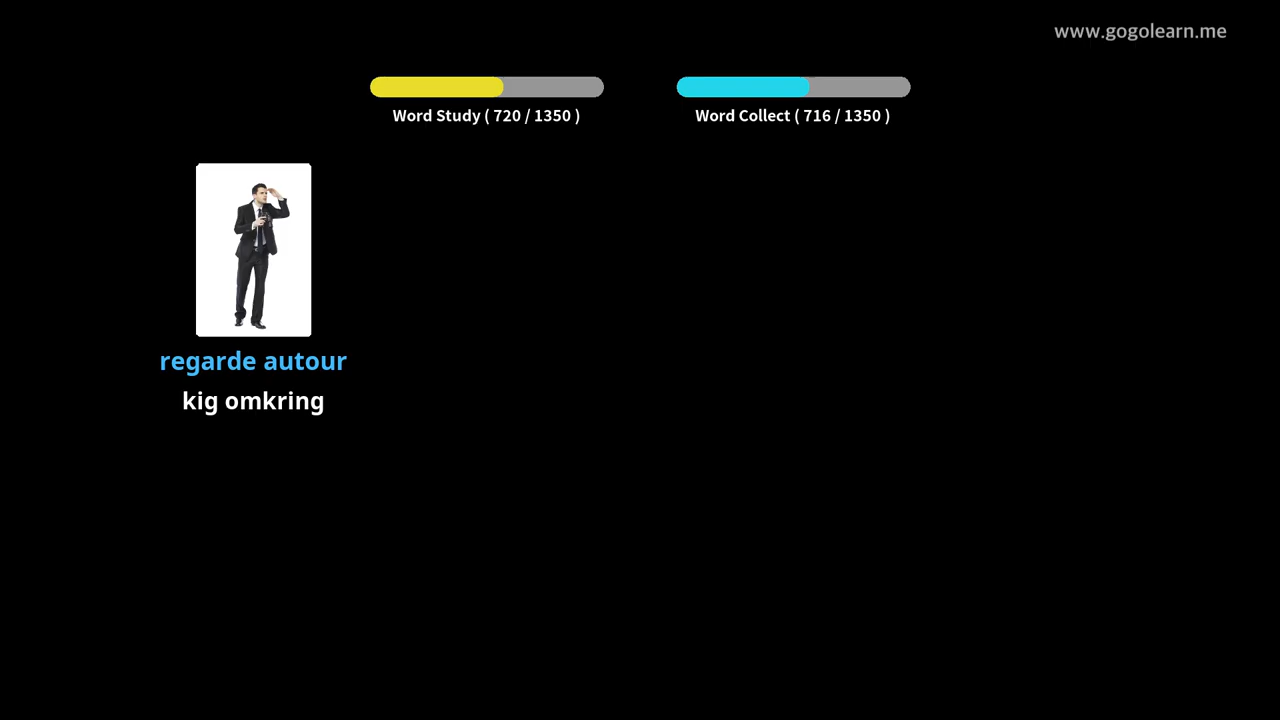 www.gogolearn.me
Word Study ( 720 / 1350 )
Word Collect ( 716 / 1350 )
regarde autour
kig omkring